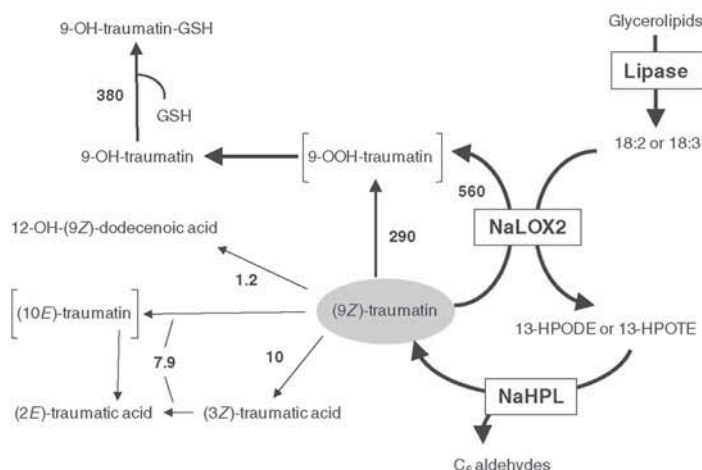 9-OH-traumatin-GSH
Glycerolipids
Lipase
380
GSH
9-OH-traumatin
[9-OOH-traumatin]
18:2 or 18:3
560
NaLOX2
12-OH-(9Z)-dodecenoic acid
290
1.2
[(10E)-traumatin]
(9Z)-traumatin
13-HPODE or 13-HPOTE
7.9
10
NaHPL
(2E)-traumatic acid
(3Z)-traumatic acid
C₆ aldehydes